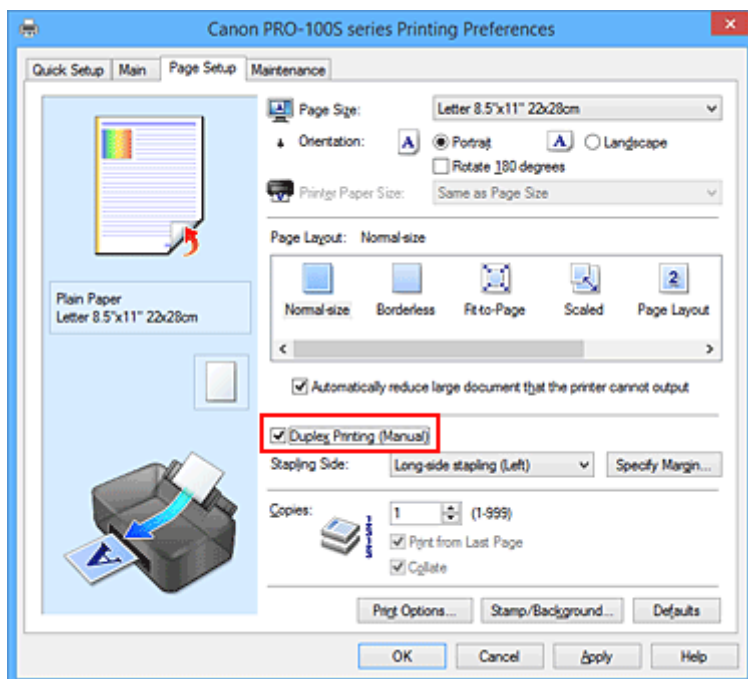 Canon PRO-100S series Printing Preferences
Quick Setup Main Page Setup Maintenance
Page Size: Letter 8.5"x11" 22x28cm
Orientation: A Portrait A Landscape
Rotate 180 degrees
Printer Paper Size: Same as Page Size
Page Layout: Normal-size
2
Normal-size Borderless Fit-to-Page Scaled Page Layout
Plain Paper
Letter 8.5"x11" 22x28cm
Automatically reduce large document that the printer cannot output
Duplex Printing (Manual)
Stapling Side: Long-side stapling (Left) Specify Margin...
Copies: 1 (1-999)
Print from Last Page
Collate
A
Print Options... Stamp/Background... Defaults
OK Cancel Apply Help